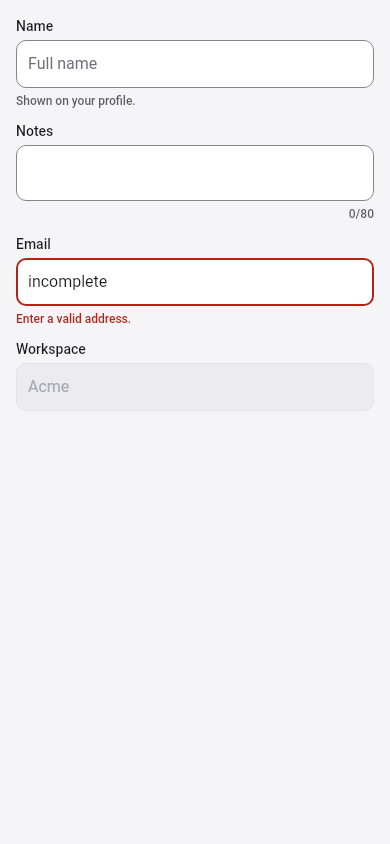 Name
Full name
Shown on your profile.
Notes
0/80
Email
incomplete
Enter a valid address.
Workspace
Acme